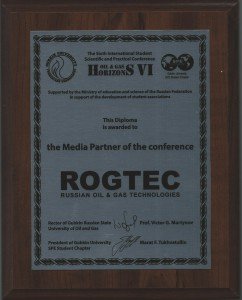 The Sixth International Student
Scientific and Practical Conference
OIL & GAS
HORIZONS VI
Supported by the Ministry of education and science of the Russian Federation
in support of the development of student associations
This Diploma
is awarded to
the Media Partner of the conference
ROGTEC
RUSSIAN OIL & GAS TECHNOLOGIES
Rector of Gubkin Russian State
University of Oil and Gas
Prof. Victor G. Martynov
President of Gubkin University
SPE Student Chapter
Marat F. Tukhvatullin